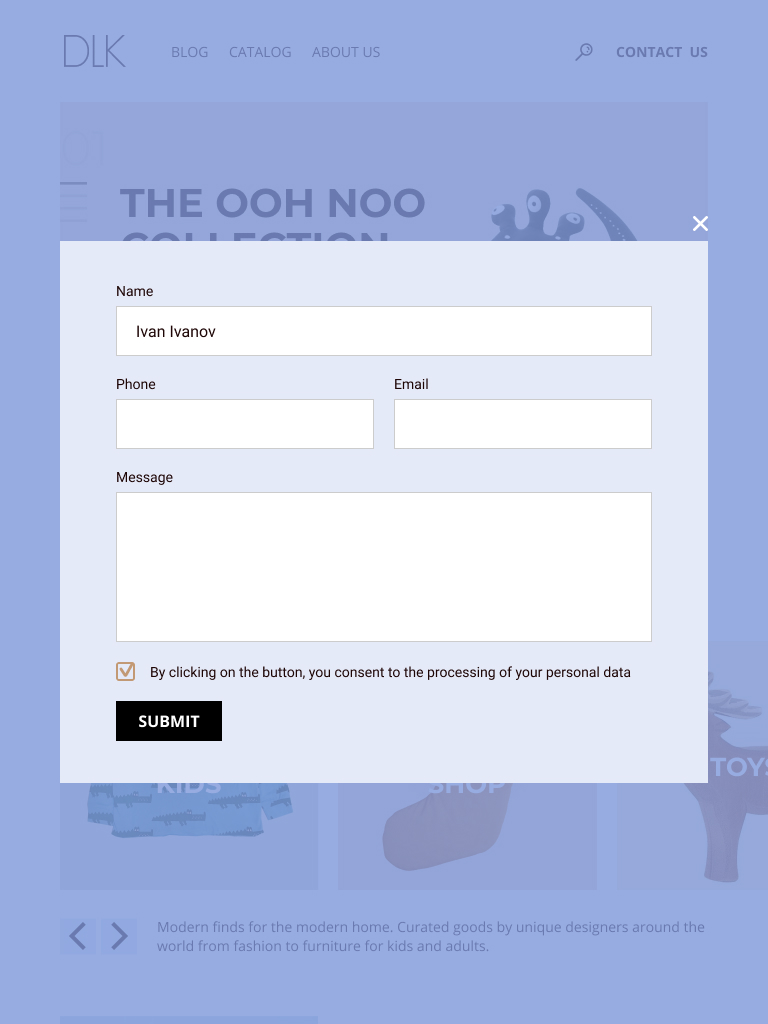 DLK
BLOG CATALOG ABOUT US
CONTACT US
01
THE OOH NOO
COLLECTION
Name
Ivan Ivanov
Phone
Email
Message
By clicking on the button, you consent to the processing of your personal data
SUBMIT
KIDS
SHOP
TOYS
Modern finds for the modern home. Curated goods by unique designers around the
world from fashion to furniture for kids and adults.